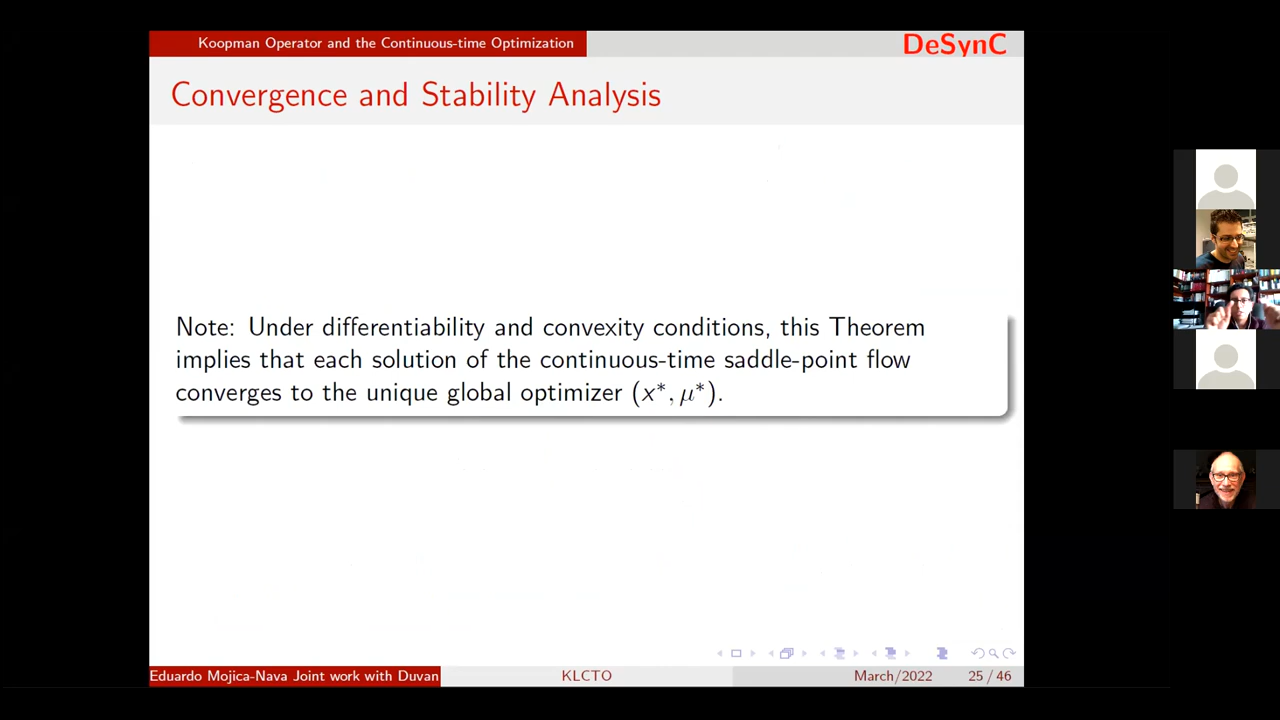 Koopman Operator and the Continuous-time Optimization
DeSynC
Convergence and Stability Analysis
Note: Under differentiability and convexity conditions, this Theorem
implies that each solution of the continuous-time saddle-point flow
converges to the unique global optimizer (x*, μ*).
Eduardo Mojica-Nava Joint work with Duvan
KLCTO
March/2022
25 / 46